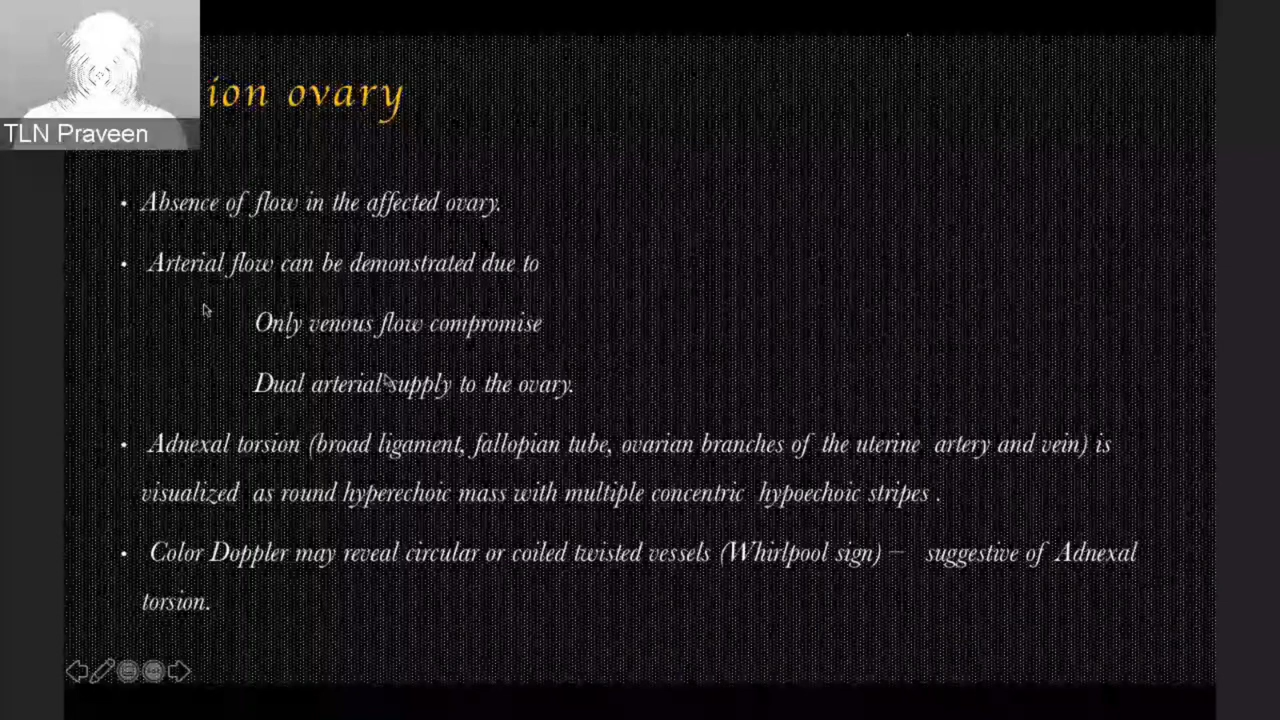 ion ovary
TLN Praveen
• Absence of flow in the affected ovary.
• Arterial flow can be demonstrated due to
Only venous flow compromise
Dual arterial supply to the ovary.
• Adnexal torsion (broad ligament, fallopian tube, ovarian branches of the uterine artery and vein) is
visualized as round hyperechoic mass with multiple concentric hypoechoic stripes .
• Color Doppler may reveal circular or coiled twisted vessels (Whirlpool sign) – suggestive of Adnexal
torsion.